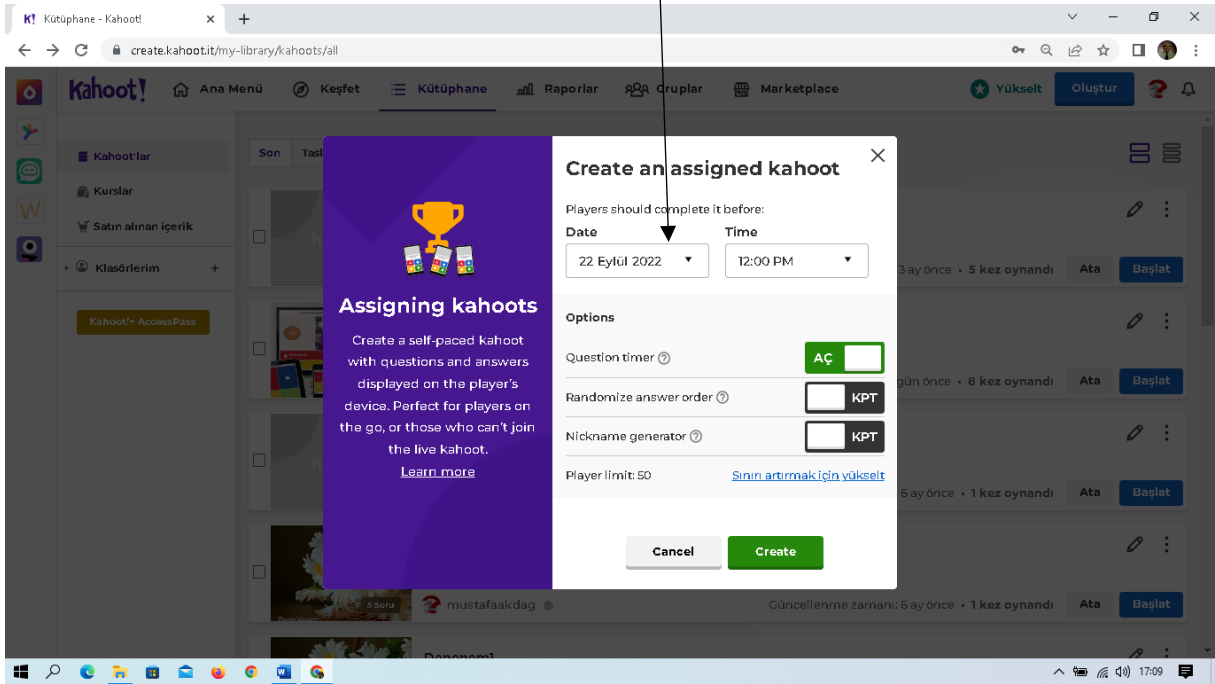 Kütüphane - Kahoot!
create.kahoot.it/my-library/kahoots/all
Kahoot!
Ana Menü
Keşfet
Kütüphane
Raporlar
Gruplar
Marketplace
Yükselt
Oluştur
Kahoot'lar
Kurslar
Satın alınan içerik
Klasörlerim
Kahoot!+ AccessPass
Son
Assigning kahoots
Create a self-paced kahoot
with questions and answers
displayed on the player's
device. Perfect for players on
the go, or those who can't join
the live kahoot.
Learn more
Create an assigned kahoot
Players should complete it before:
Date Time
22 Eylül 2022 12:00 PM
Options
Question timer AÇ
Randomize answer order KPT
Nickname generator KPT
Player limit: 50 Sınırı artırmak için yükselt
Cancel Create
3 ay önce • 5 kez oynandı Ata Başlat
gün önce • 8 kez oynandı Ata Başlat
6 ay önce • 1 kez oynandı Ata Başlat
5 Soru
mustafaakdag
Güncellenme zamanı: 6 ay önce • 1 kez oynandı Ata Başlat
17:09